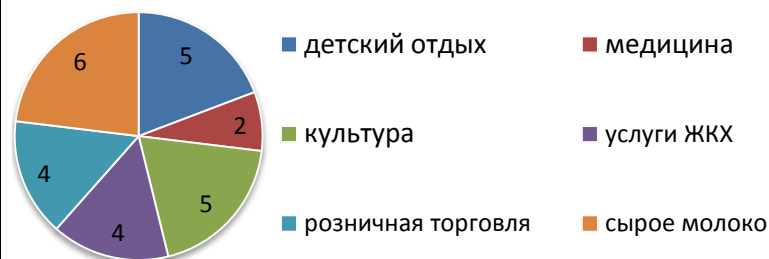 6
5
детский отдых
медицина
2
культура
услуги ЖКХ
4
5
4
розничная торговля
сырое молоко